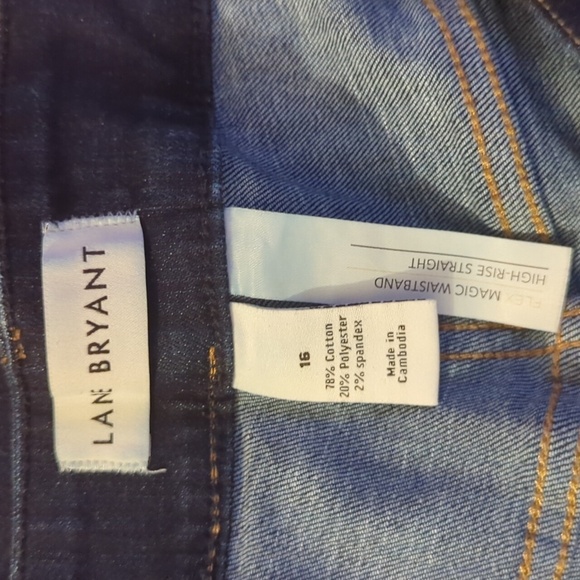 LANE BRYANT
FLEX
MAGIC WAISTBAND
HIGH-RISE STRAIGHT
16
78% Cotton
20% Polyester
2% spandex
Made in
Cambodia